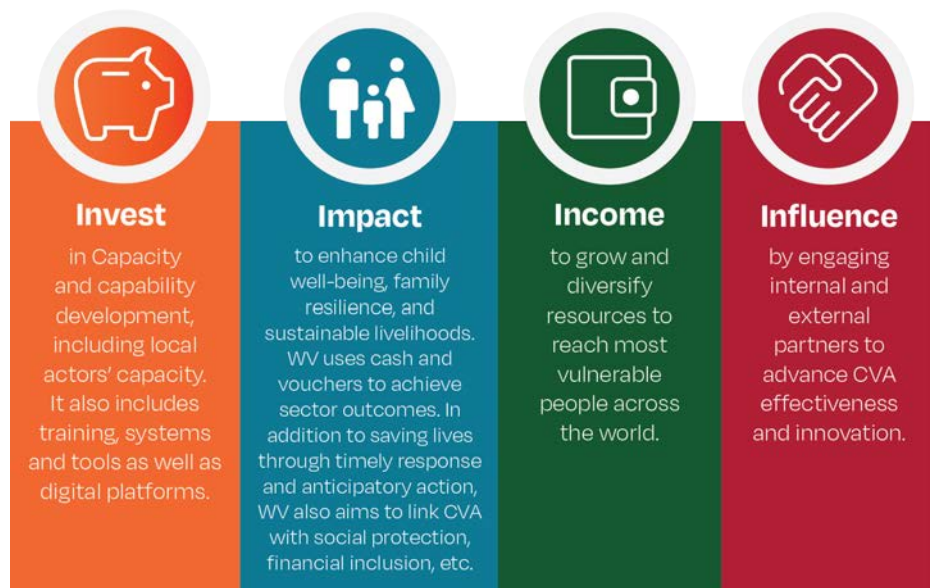 Invest
in Capacity
and capability
development,
including local
actors' capacity.
It also includes
training, systems
and tools as well as
digital platforms.
Impact
to enhance child
well-being, family
resilience, and
sustainable livelihoods.
WV uses cash and
vouchers to achieve
sector outcomes. In
addition to saving lives
through timely response
and anticipatory action,
WV also aims to link CVA
with social protection,
financial inclusion, etc.
Income
to grow and
diversify
resources to
reach most
vulnerable
people across
the world.
Influence
by engaging
internal and
external
partners to
advance CVA
effectiveness
and innovation.